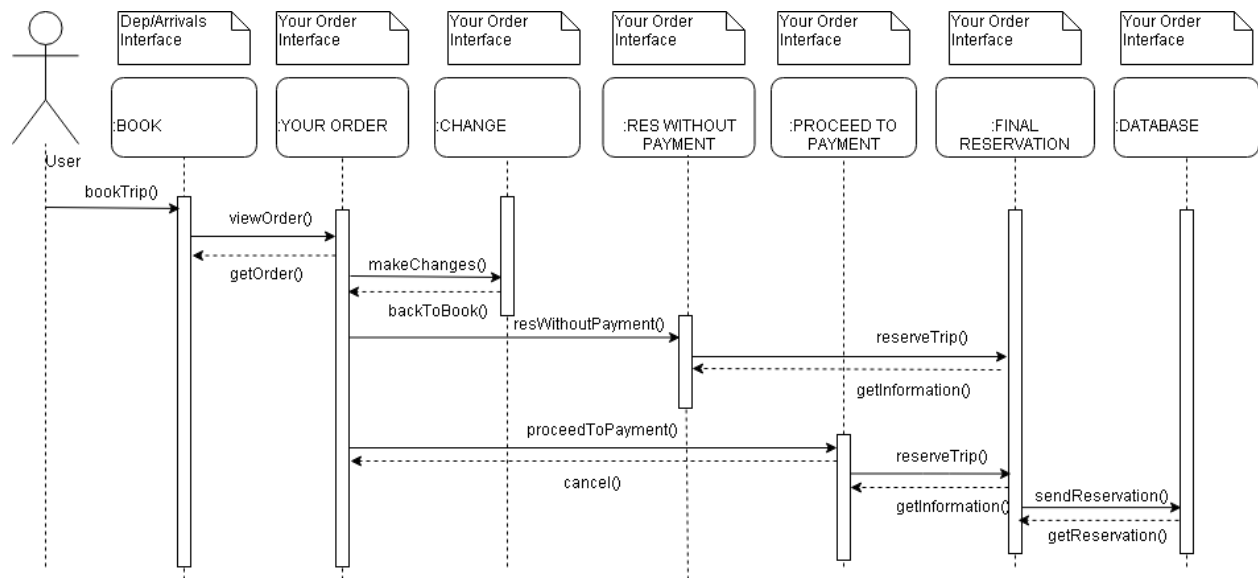 Dep/Arrivals
Interface
Your Order
Interface
Your Order
Interface
Your Order
Interface
Your Order
Interface
Your Order
Interface
Your Order
Interface
:BOOK
:YOUR ORDER
:CHANGE
:RES WITHOUT
PAYMENT
:PROCEED TO
PAYMENT
:FINAL
RESERVATION
:DATABASE
User
bookTrip()
viewOrder()
getOrder()
makeChanges()
backToBook()
resWithoutPayment()
reserveTrip()
getInformation()
proceedToPayment()
cancel()
reserveTrip()
getInformation()
sendReservation()
getReservation()